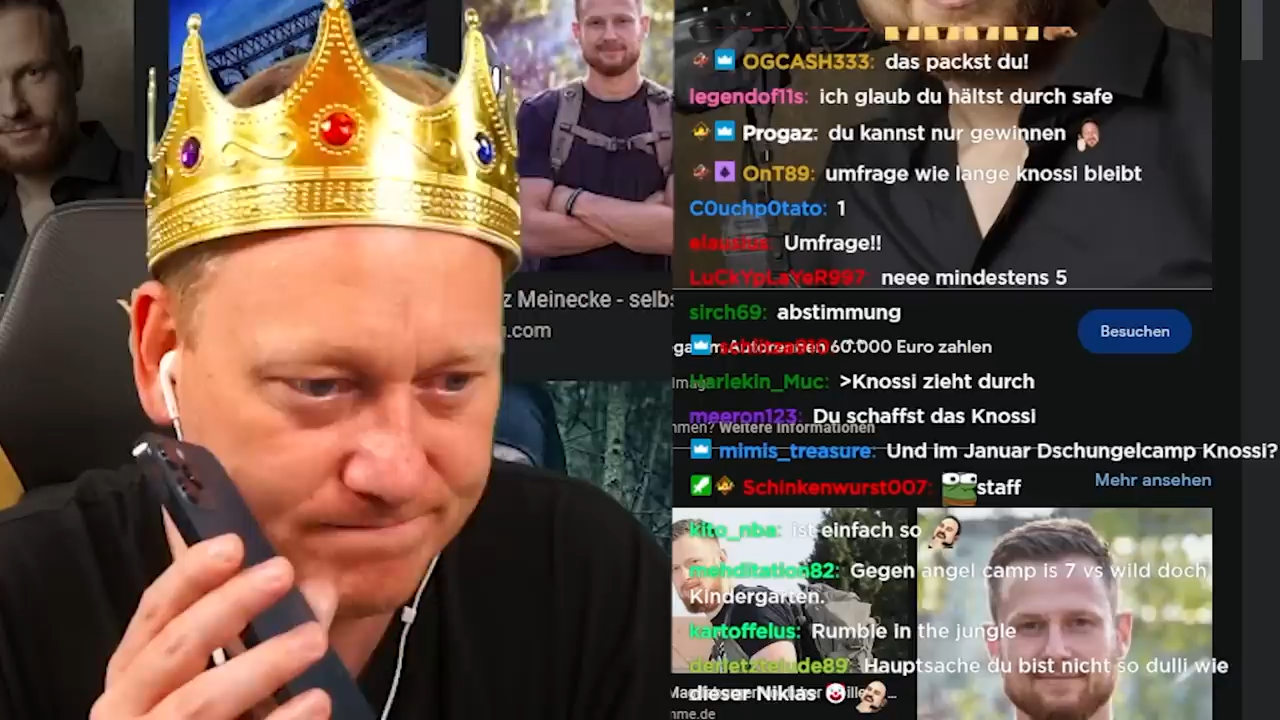 OGCASH333: das packst du!
legendof11s: ich glaub du hältst durch safe
Progaz: du kannst nur gewinnen
OnT89: umfrage wie lange knossi bleibt
C0uchp0tato: 1
Umfrage!!
LuCkYpLaYeR997: neee mindestens 5
z Meinecke - selbs
sirch69: abstimmung
.com
Besuchen
60.000 Euro zahlen
Harlekin_Muc: >Knossi zieht durch
meeron123: Du schaffst das Knossi
Weitere Informationen
mimis_treasure: Und im Januar Dschungelcamp Knossi?
Mehr ansehen
Schinkenwurst007: staff
kito_nba: ist einfach so
mehditation82: Gegen angel camp is 7 vs wild doch
Kindergarten.
kartoffelus: Rumble in the jungle
Hauptsache du bist nicht so dulli wie
dieser Niklas
me.de